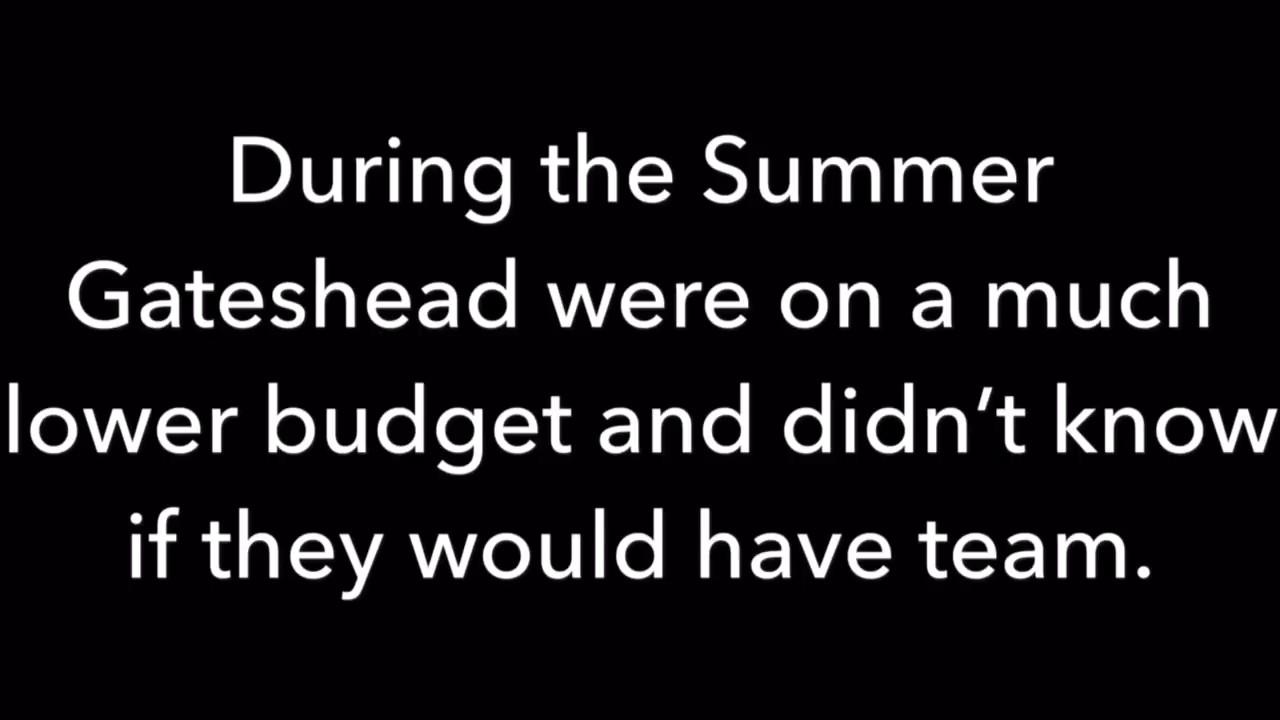 During the Summer
Gateshead were on a much
lower budget and didn’t know
if they would have team.